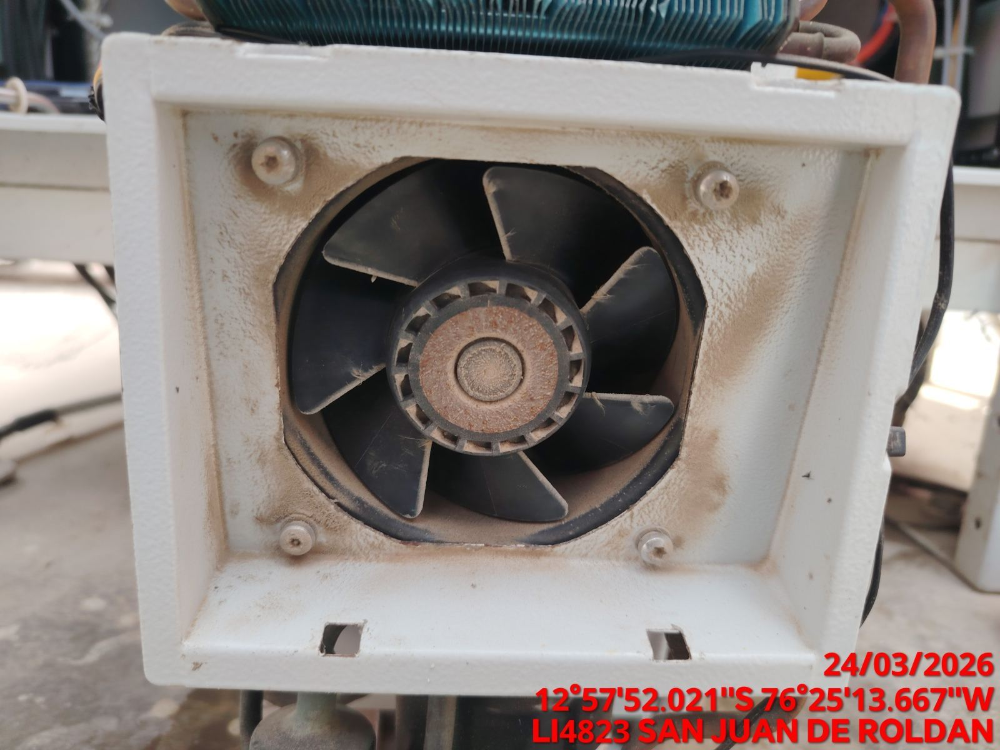 24/03/2026
12°57'52.021"S 76°25'13.667"W
LI4823 SAN JUAN DE ROLDAN